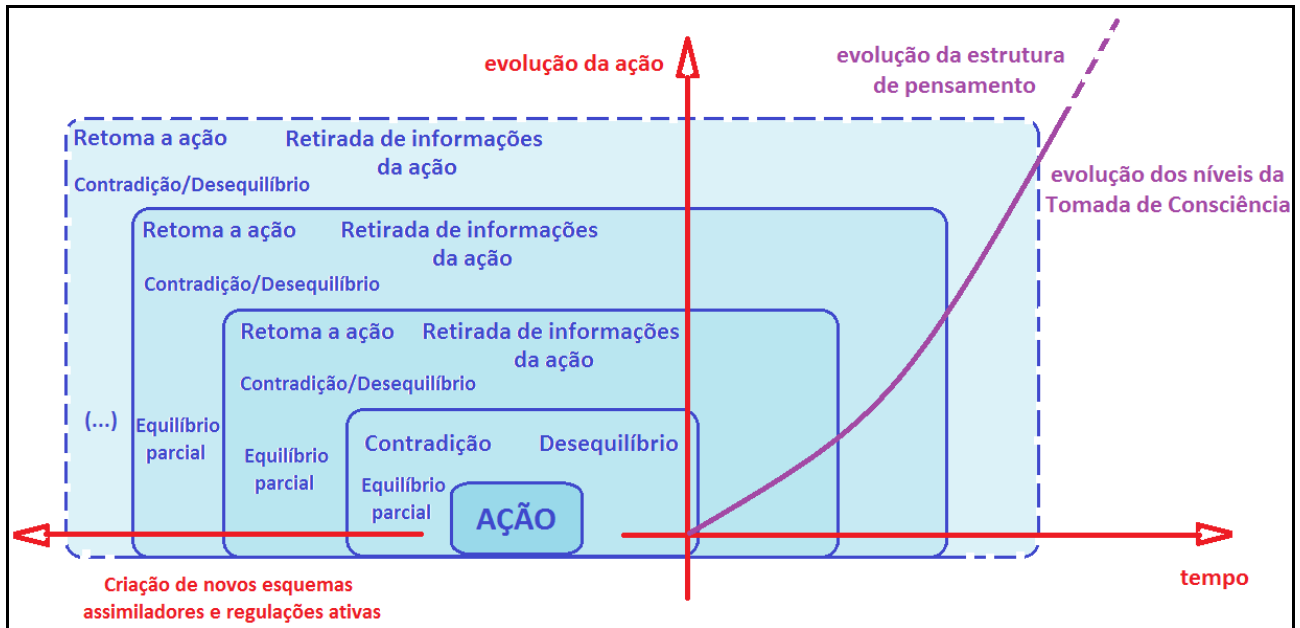 evolução da ação
evolução da estrutura
de pensamento
Retoma a ação
Retirada de informações
da ação
Contradição/Desequilíbrio
evolução dos níveis da
Tomada de Consciência
Retoma a ação
Retirada de informações
da ação
Contradição/Desequilíbrio
Retoma a ação
Retirada de informações
da ação
Contradição/Desequilíbrio
(...)
Equilíbrio
parcial
Equilíbrio
parcial
Contradição
Desequilíbrio
Equilíbrio
parcial
AÇÃO
Criação de novos esquemas
assimiladores e regulações ativas
tempo